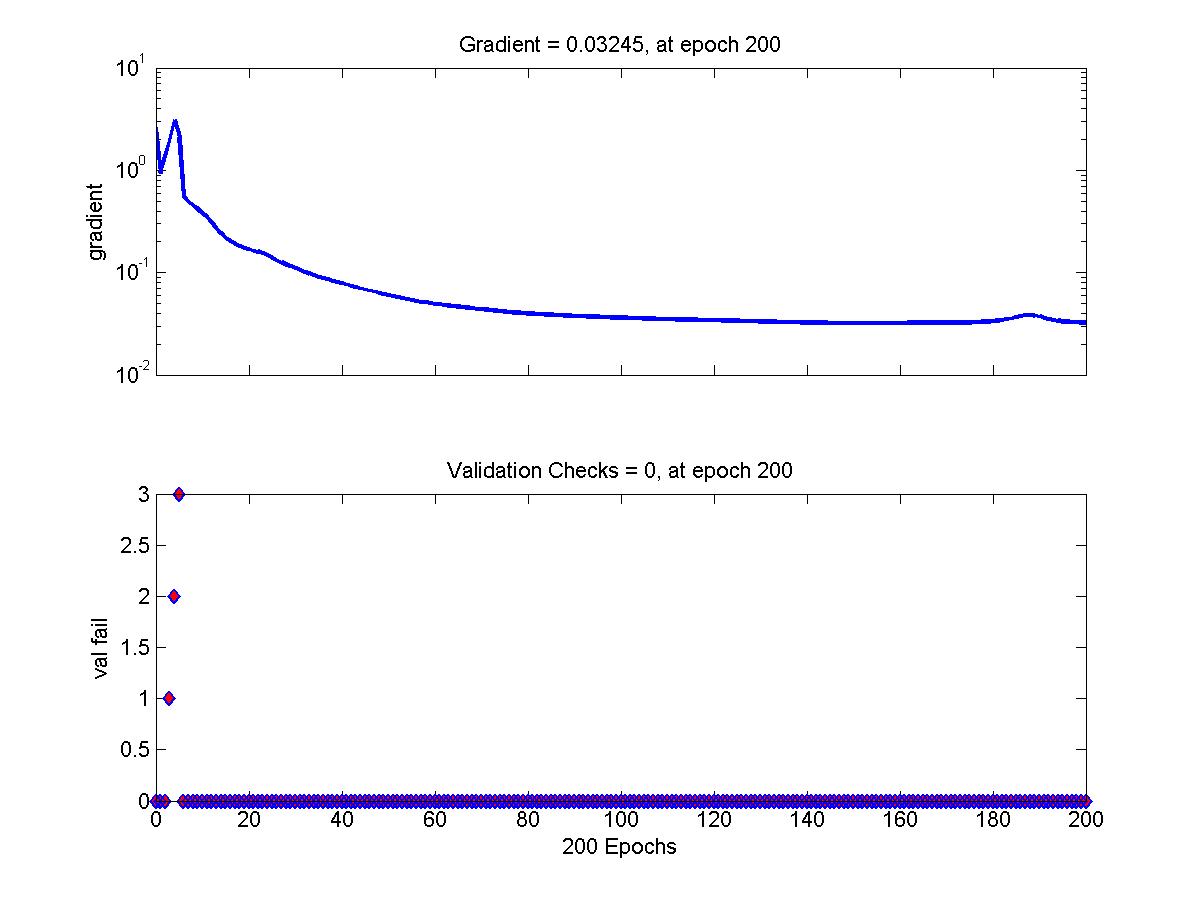 Gradient = 0.03245, at epoch 200
10^1
10^0
10^-1
10^-2
gradient
Validation Checks = 0, at epoch 200
3
2.5
2
1.5
1
0.5
0
val fail
0 20 40 60 80 100 120 140 160 180 200
200 Epochs